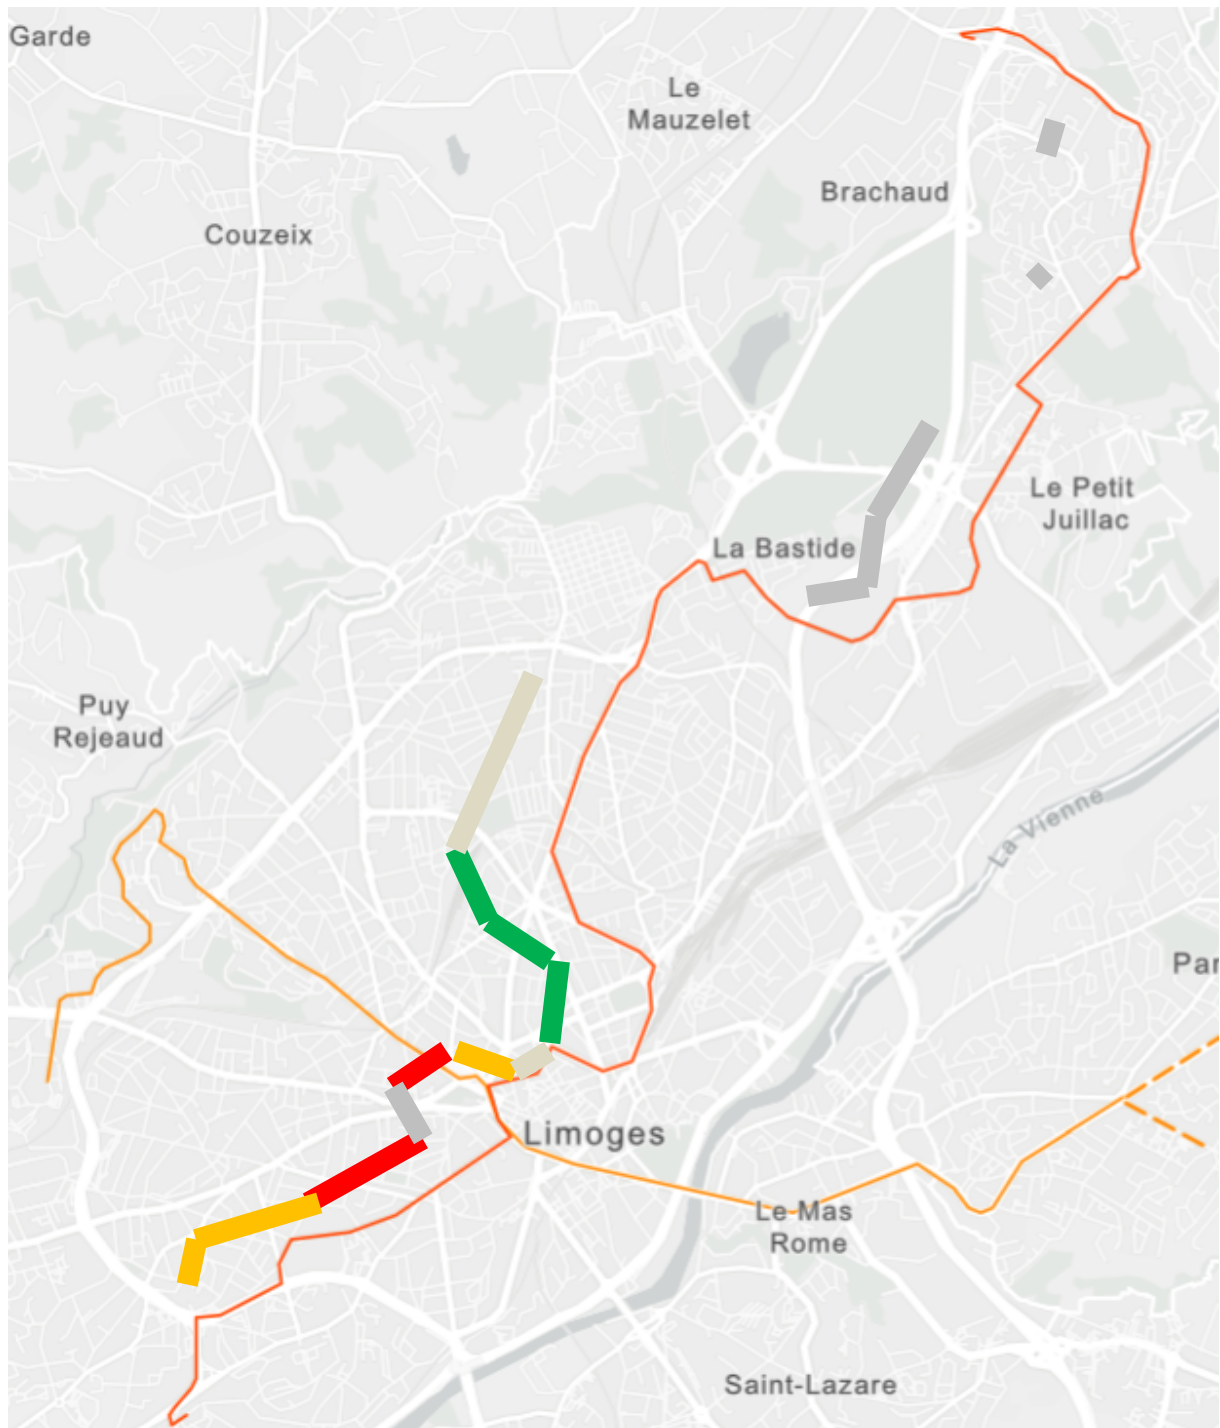 Garde
Le
Mauzelet
Brachaud
Couzeix
Le Petit
Juillac
La Bastide
Puy
Rejeaud
La Vienne
Par
Limoges
Le Mas
Rome
Saint-Lazare